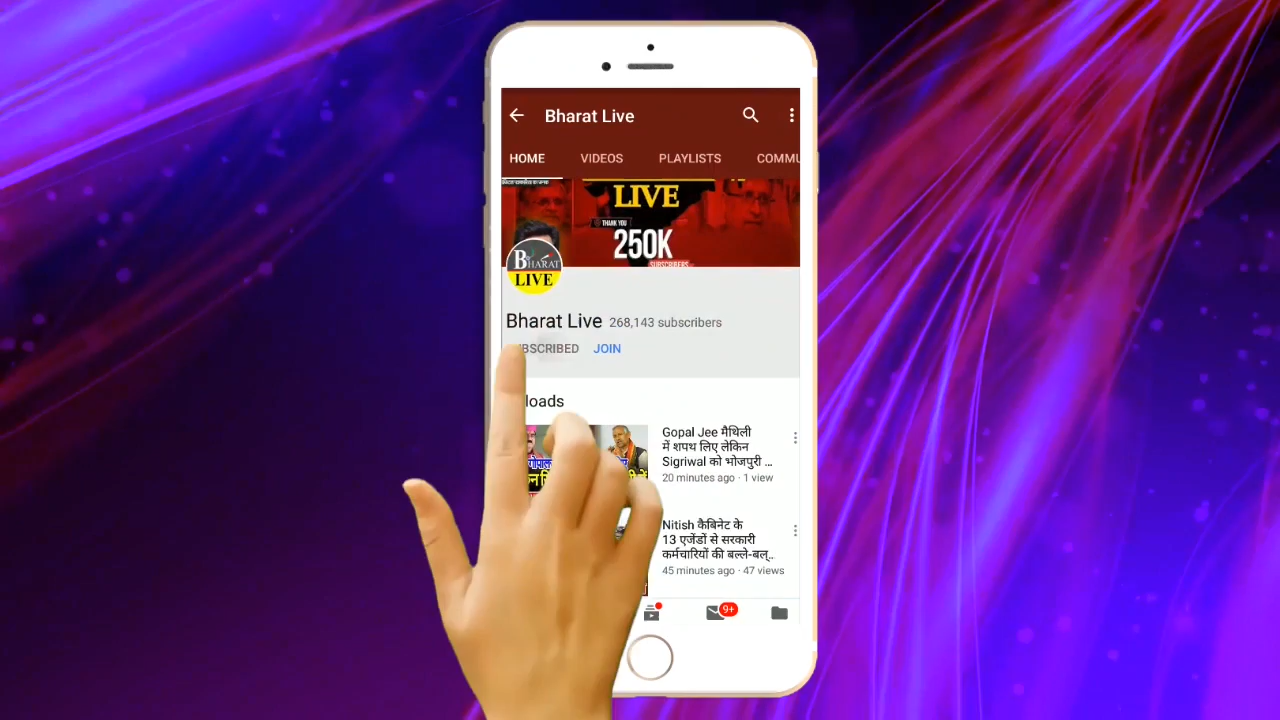 Bharat Live
HOME VIDEOS PLAYLISTS COMMU
LIVE
THANK YOU
250K
SUBSCRIBERS
BHARAT
LIVE
Bharat Live 268,143 subscribers
BSCRIBED JOIN
loads
Gopal Jee मैथिली
में शपथ लिए लेकिन
Sigriwal को भोजपुरी ...
20 minutes ago · 1 view
Nitish कैबिनेट के
13 एजेंडों से सरकारी
कर्मचारियों की बल्ले-बल्..
45 minutes ago · 47 views
9+